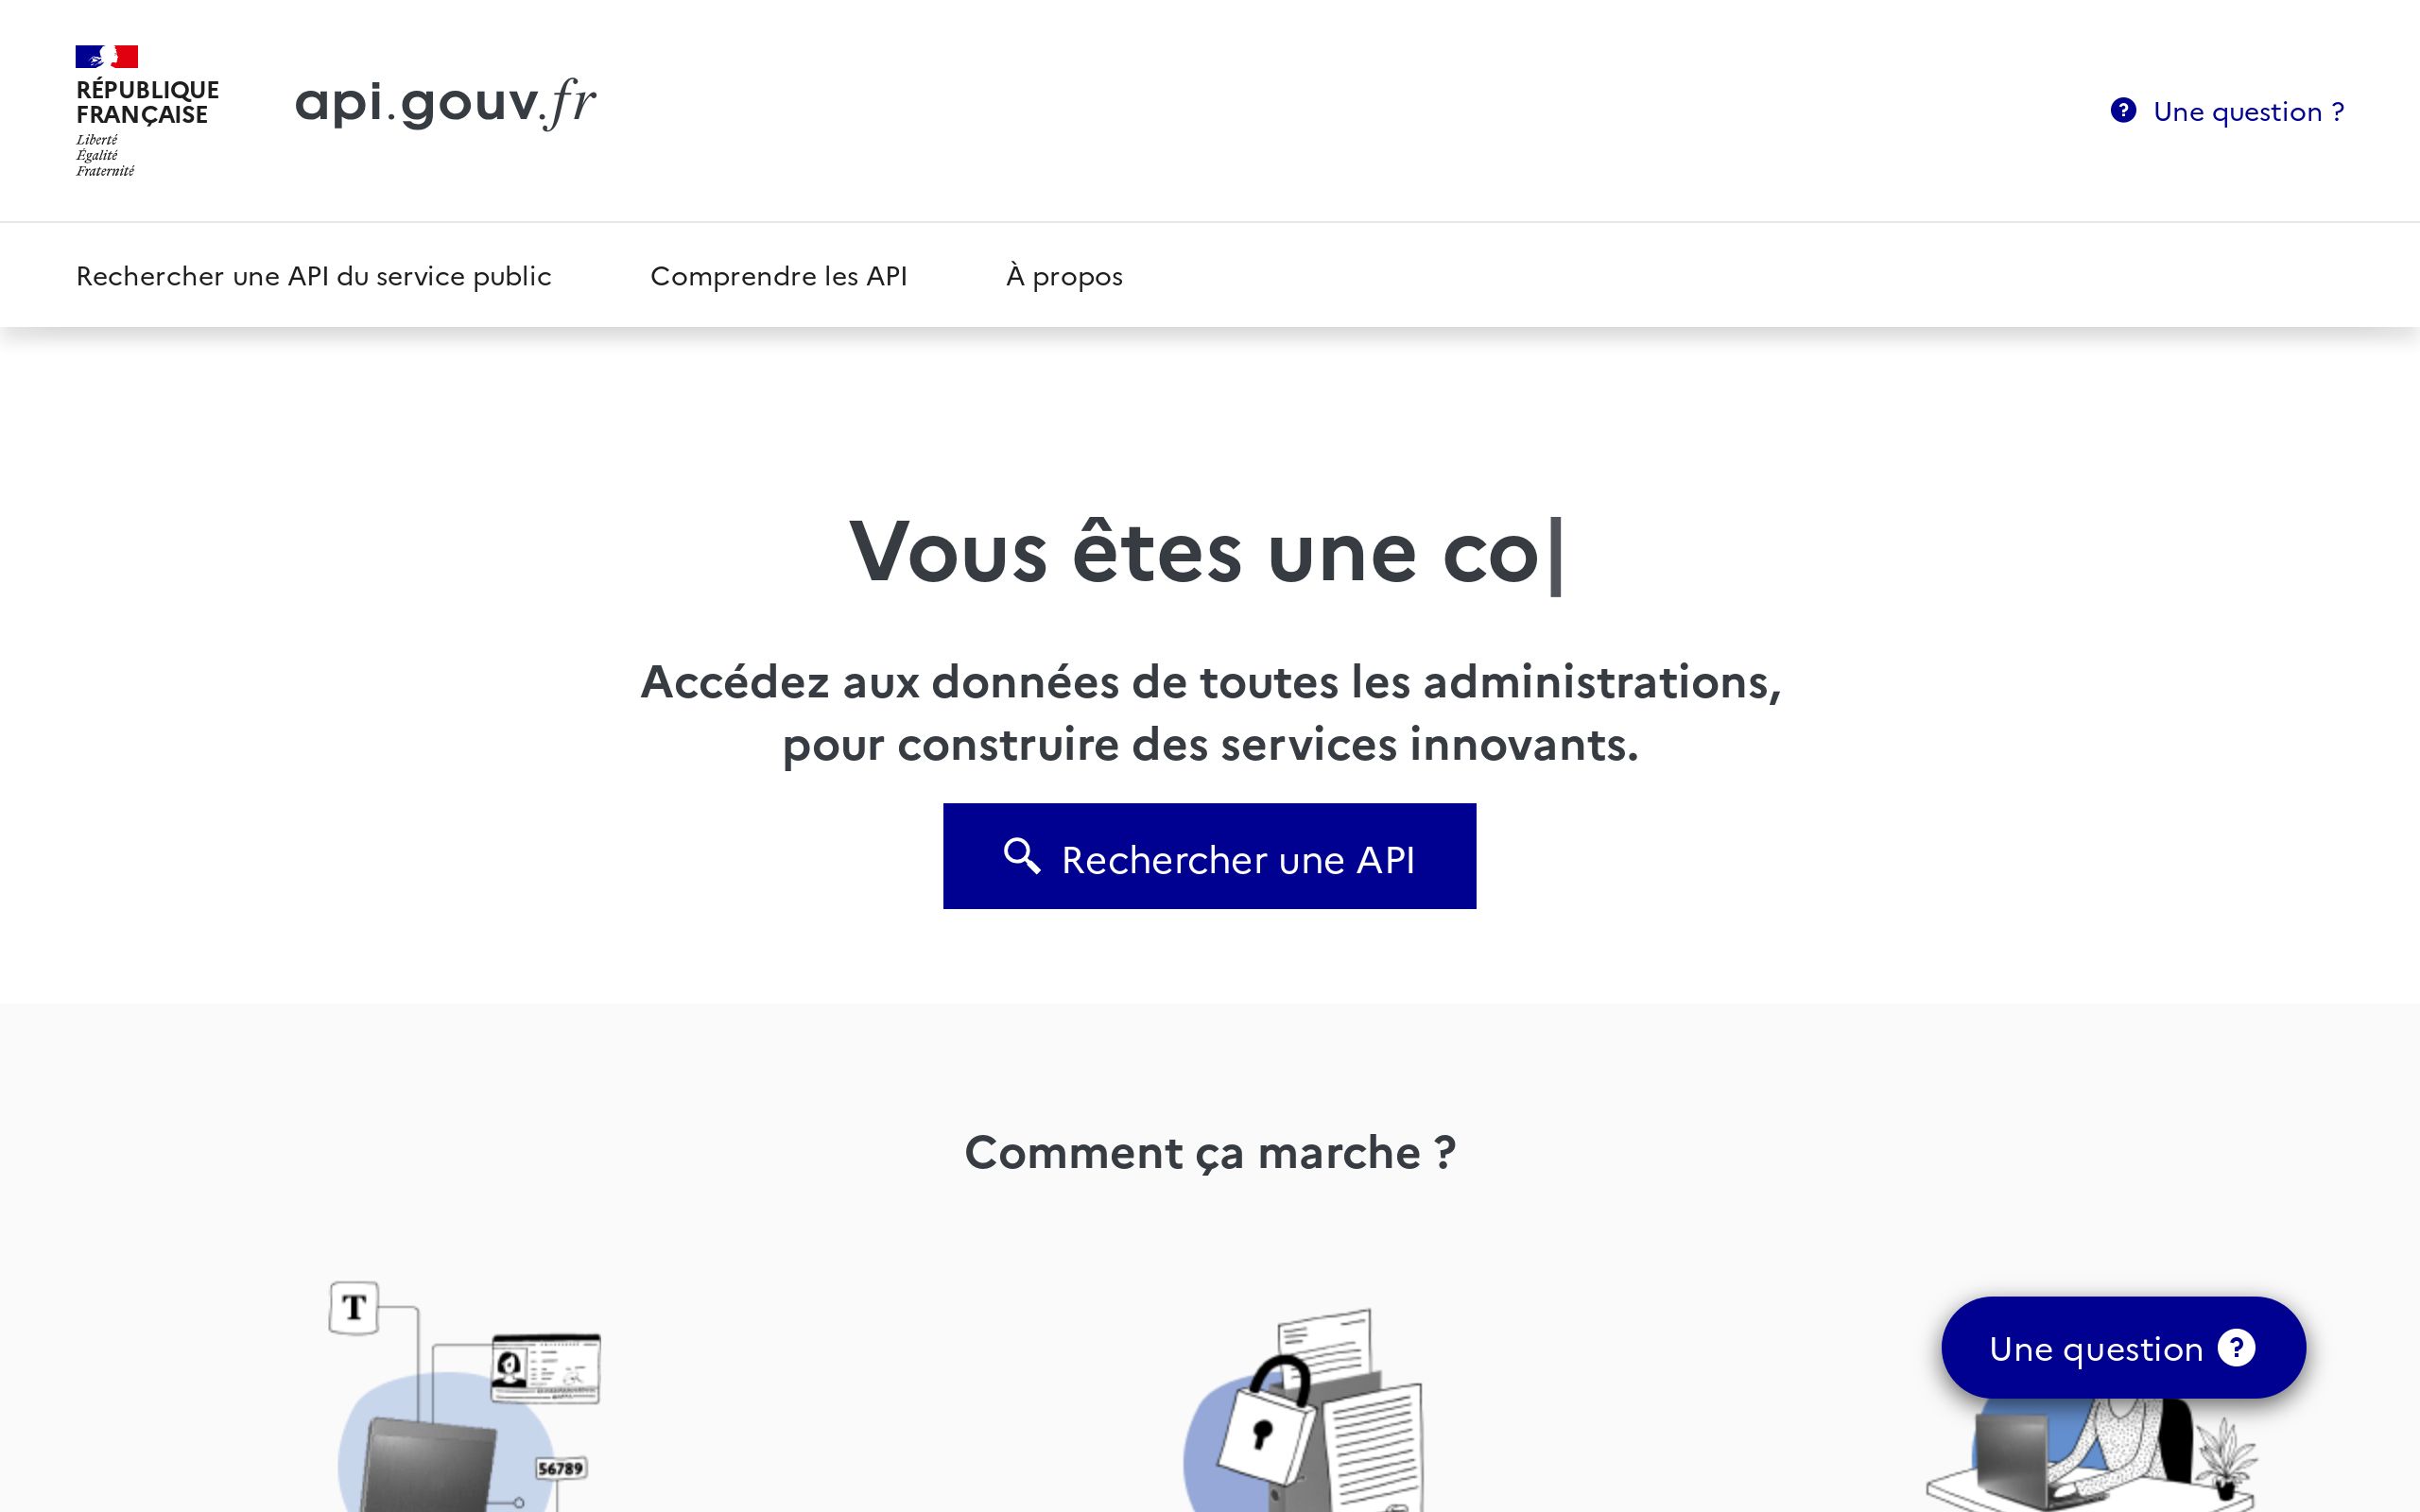 RÉPUBLIQUE
FRANÇAISE
Liberté
Égalité
Fraternité
api.gouv.fr
Une question ?
Rechercher une API du service public
Comprendre les API
À propos
Vous êtes une co|
Accédez aux données de toutes les administrations,
pour construire des services innovants.
Rechercher une API
Comment ça marche ?
T
56789
Une question ?